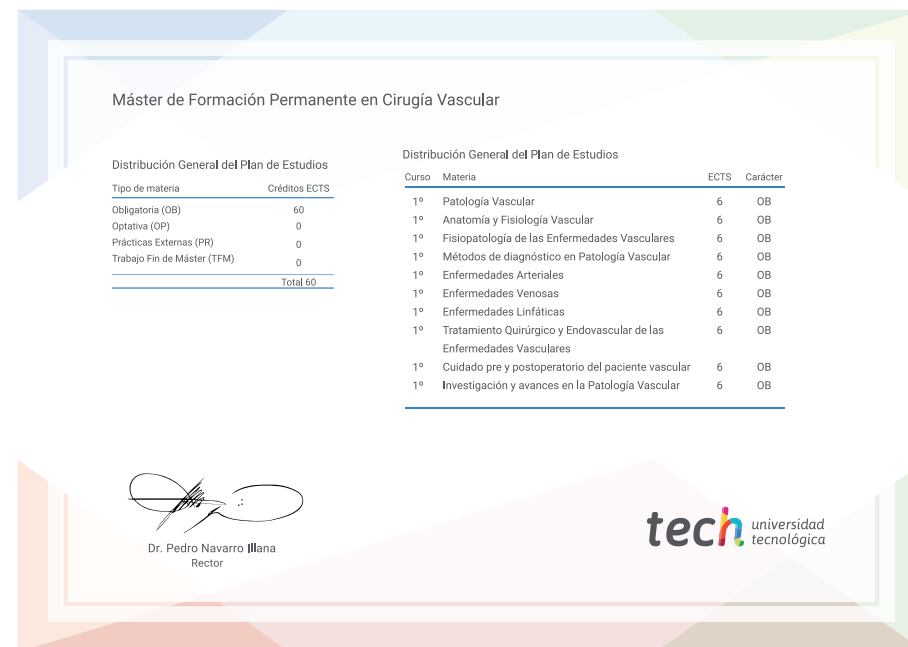 Máster de Formación Permanente en Cirugía Vascular
Distribución General del Plan de Estudios
Tipo de materia Créditos ECTS
Obligatoria (OB) 60
Optativa (OP) 0
Prácticas Externas (PR) 0
Trabajo Fin de Máster (TFM) 0
Total 60
Distribución General del Plan de Estudios
Curso Materia ECTS Carácter
1º Patología Vascular 6 OB
1º Anatomía y Fisiología Vascular 6 OB
1º Fisiopatología de las Enfermedades Vasculares 6 OB
1º Métodos de diagnóstico en Patología Vascular 6 OB
1º Enfermedades Arteriales 6 OB
1º Enfermedades Venosas 6 OB
1º Enfermedades Linfáticas 6 OB
1º Tratamiento Quirúrgico y Endovascular de las 6 OB
Enfermedades Vasculares
1º Cuidado pre y postoperatorio del paciente vascular 6 OB
1º Investigación y avances en la Patología Vascular 6 OB
Dr. Pedro Navarro Illana
Rector
tech universidad
tecnológica